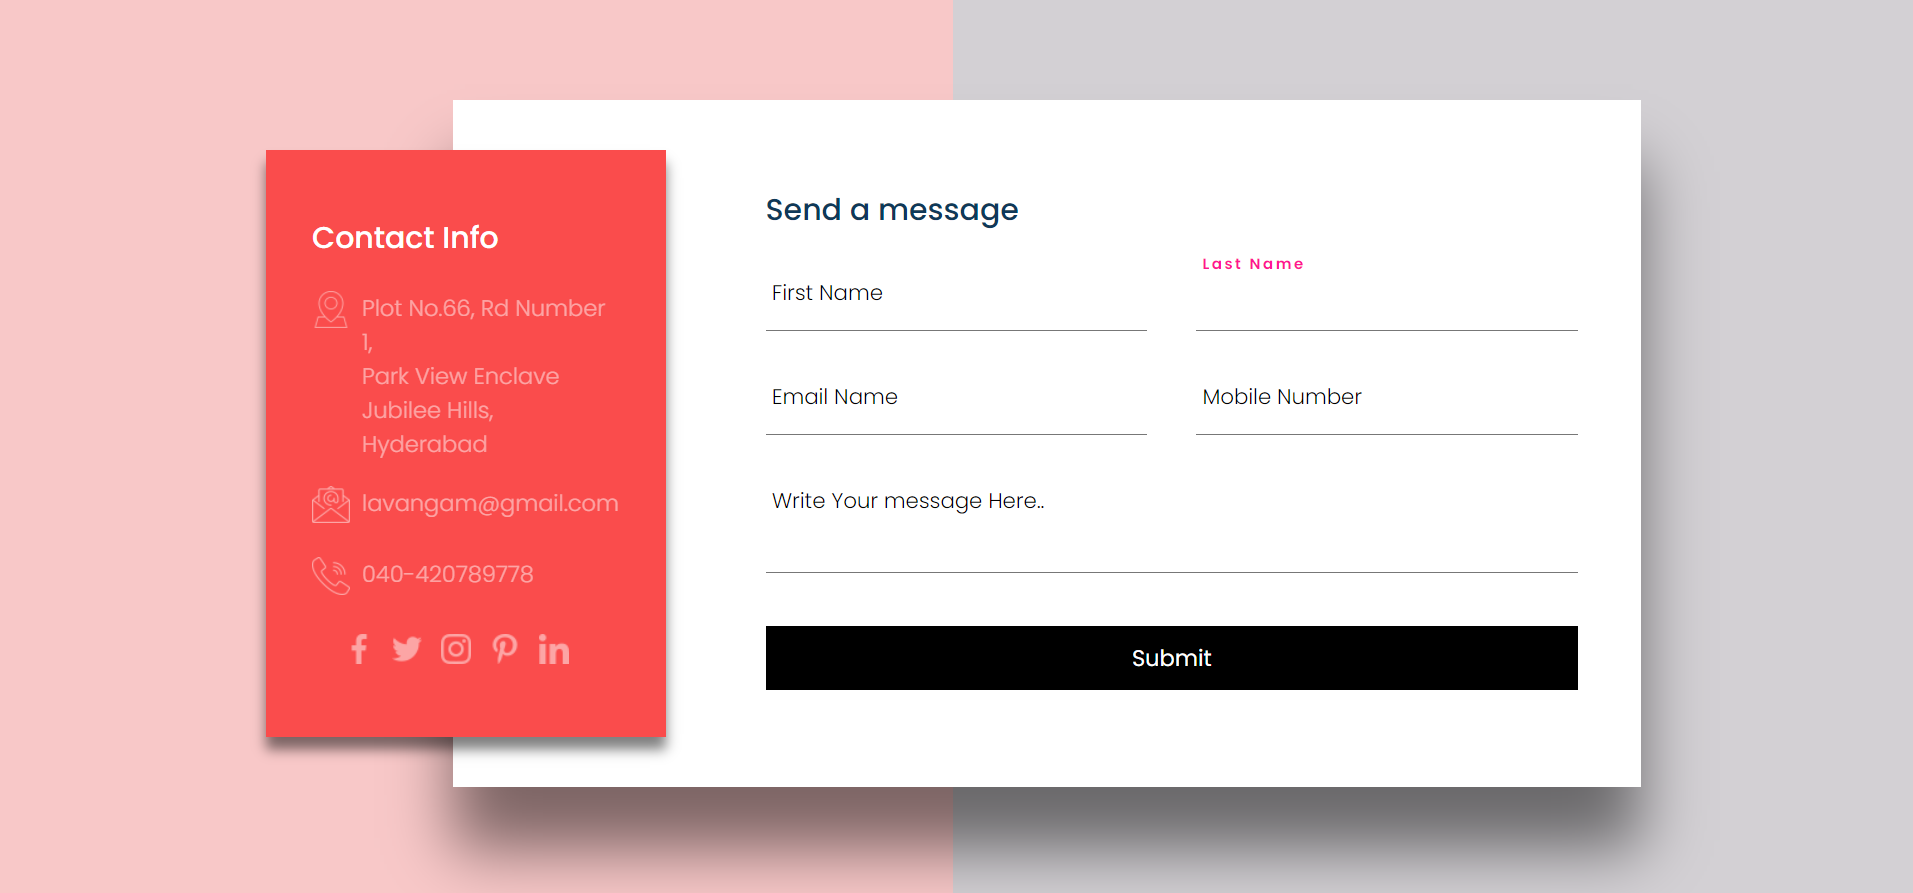 Contact Info
Plot No.66, Rd Number
1,
Park View Enclave
Jubilee Hills,
Hyderabad
lavangam@gmail.com
040-420789778
Send a message
First Name
Last Name
Email Name
Mobile Number
Write Your message Here..
Submit